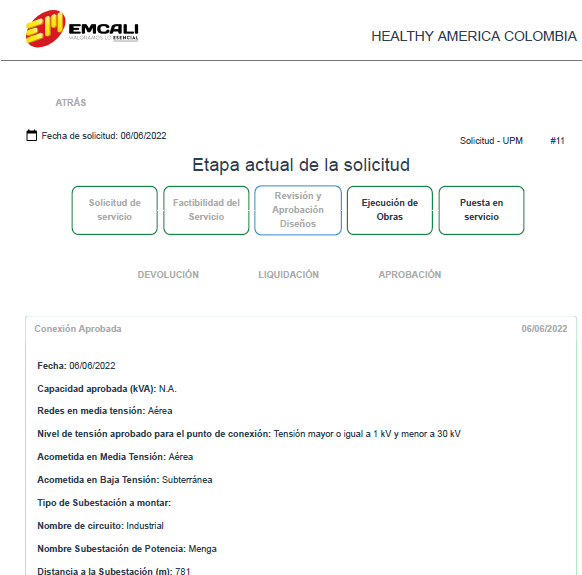 EMCALI
VALORAMOS LO ESENCIAL
HEALTHY AMERICA COLOMBIA
ATRÁS
Fecha de solicitud: 06/06/2022
Solicitud - UPM #11
Etapa actual de la solicitud
Solicitud de
servicio
Factibilidad del
Servicio
Revisión y
Aprobación
Diseños
Ejecución de
Obras
Puesta en
servicio
DEVOLUCIÓN LIQUIDACIÓN APROBACIÓN
Conexión Aprobada 06/06/2022
Fecha: 06/06/2022
Capacidad aprobada (kVA): N.A.
Redes en media tensión: Aérea
Nivel de tensión aprobado para el punto de conexión: Tensión mayor o igual a 1 kV y menor a 30 kV
Acometida en Media Tensión: Aérea
Acometida en Baja Tensión: Subterránea
Tipo de Subestación a montar:
Nombre de circuito: Industrial
Nombre Subestación de Potencia: Menga
Distancia a la Subestación (m): 781